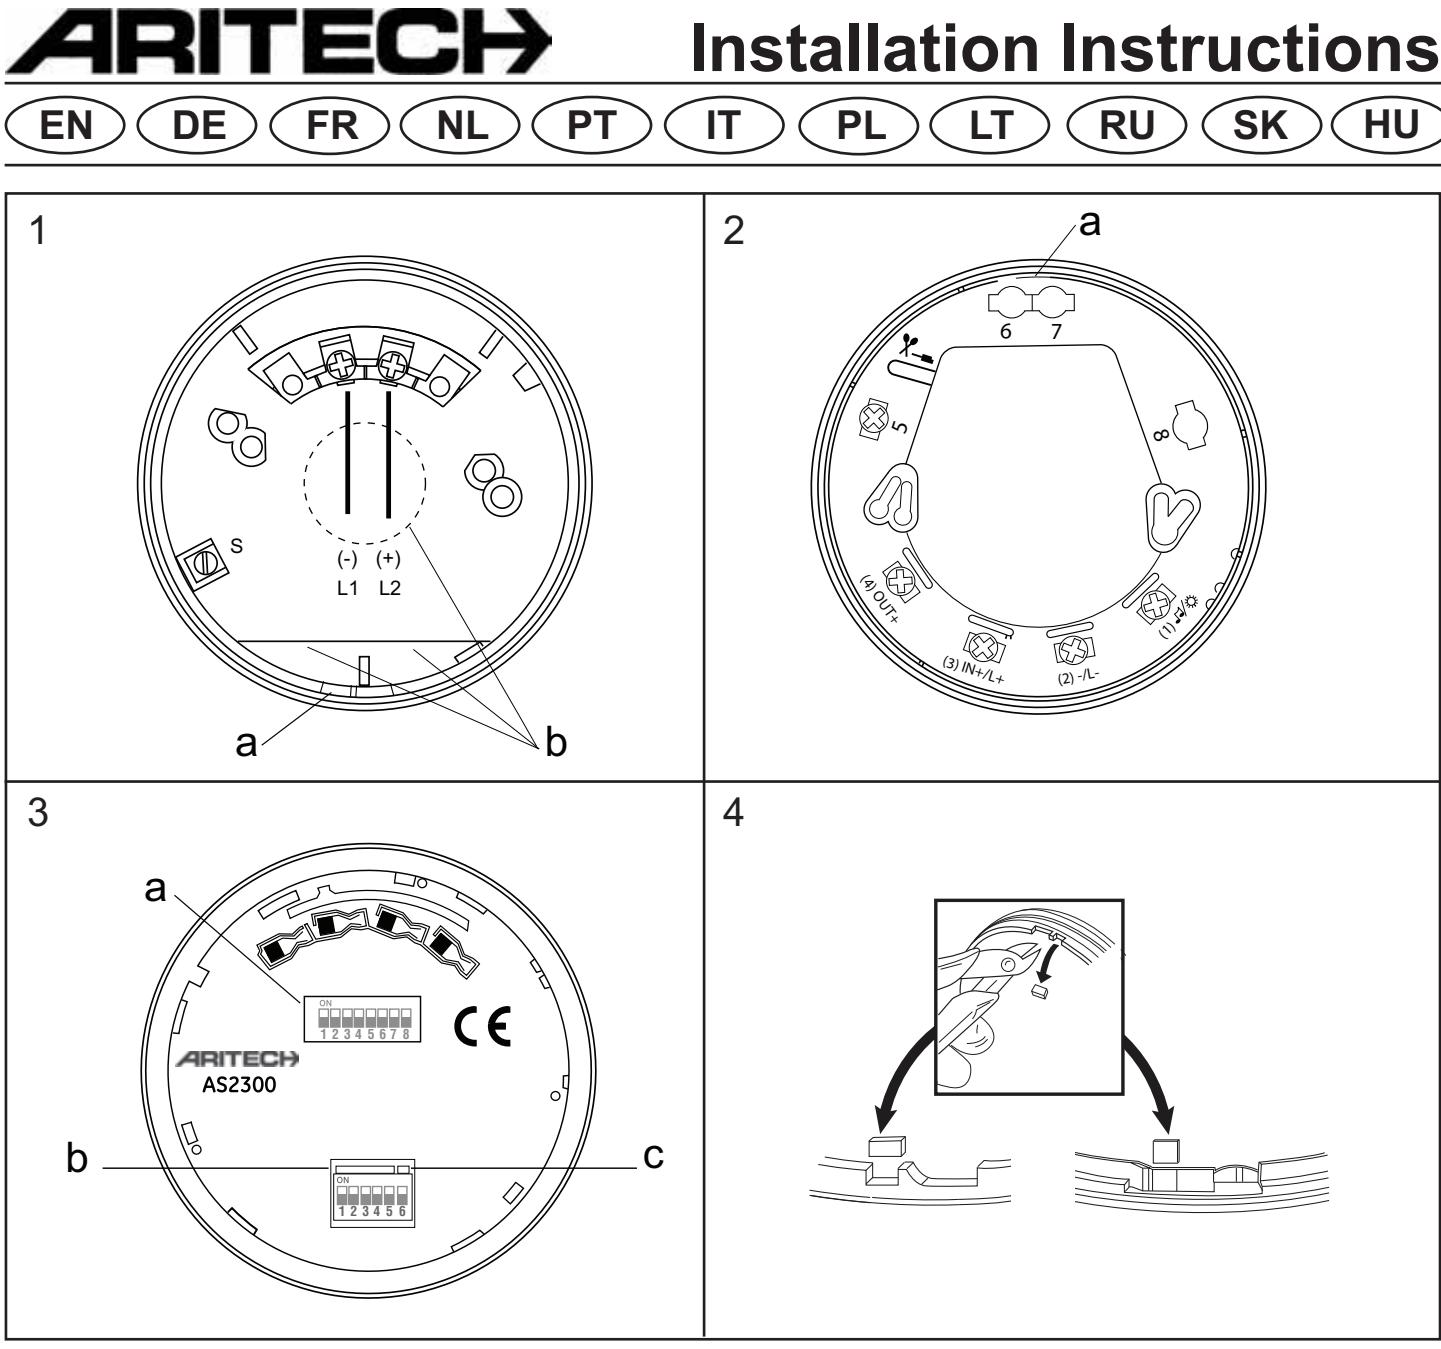 ARITECH
Installation Instructions
EN DE FR NL PT IT PL LT RU SK HU
1
S
(-) (+)
L1 L2
a
b
2
a
6 7
5
8
(4) OUT+
(3) IN+/L+
(2) -/L-
(1)
3
a
ON
1 2 3 4 5 6 7 8
CE
ARITECH
AS2300
b
c
ON
1 2 3 4 5 6
4